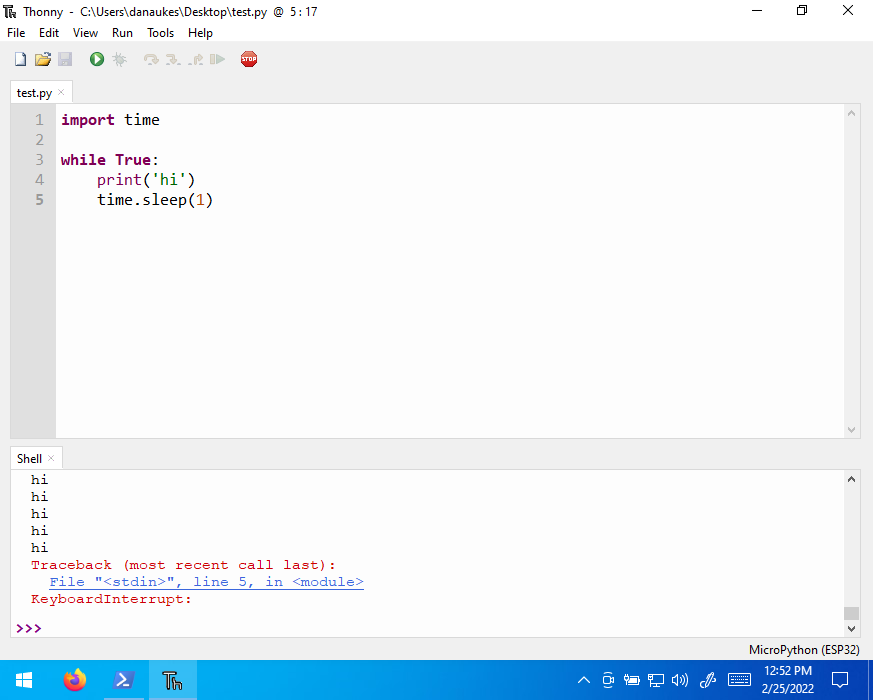 Thonny - C:\Users\danaukes\Desktop\test.py @ 5:17
File Edit View Run Tools Help
STOP
test.py
1 import time
2
3 while True:
4     print('hi')
5     time.sleep(1)
Shell
hi
hi
hi
hi
hi
Traceback (most recent call last):
  File "<stdin>", line 5, in <module>
KeyboardInterrupt:
>>>
MicroPython (ESP32)
Th
12:52 PM
2/25/2022